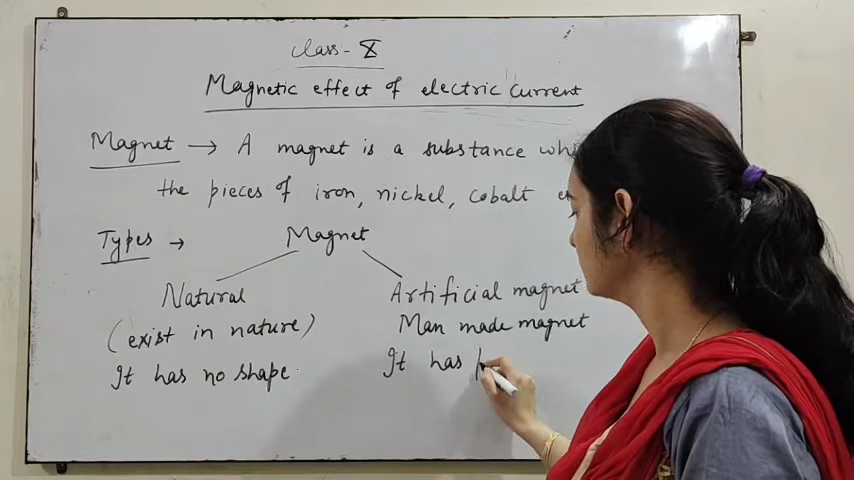 Class - X
Magnetic effect of electric current
Magnet → A magnet is a substance
the pieces of iron, nickel, cobalt
Types →
Magnet
Natural
Artificial magnet
(exist in nature)
Man made magnet
It has no shape
It has